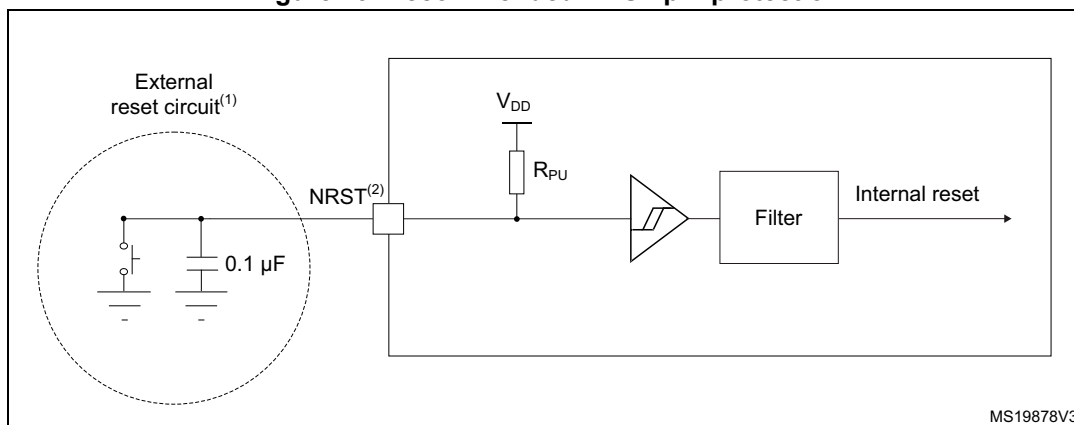 External
reset circuit(1)
VDD
RPU
NRST(2)
Filter
Internal reset
0.1 µF
MS19878V3